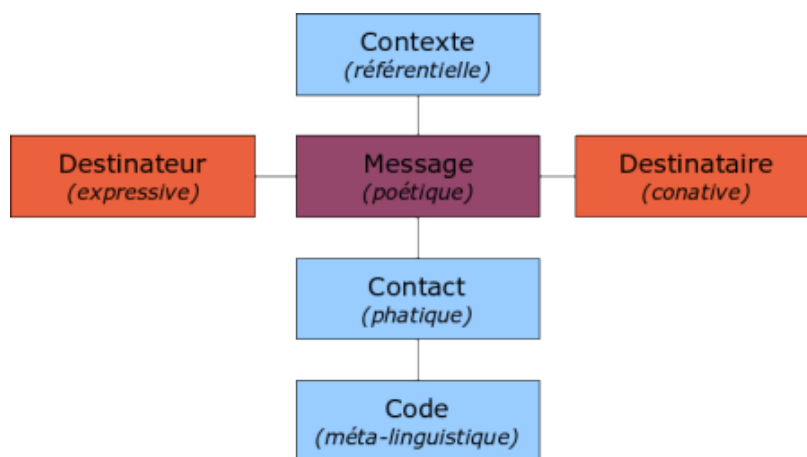 Contexte
(référentielle)
Destinateur
(expressive)
Message
(poétique)
Destinataire
(conative)
Contact
(phatique)
Code
(méta-linguistique)